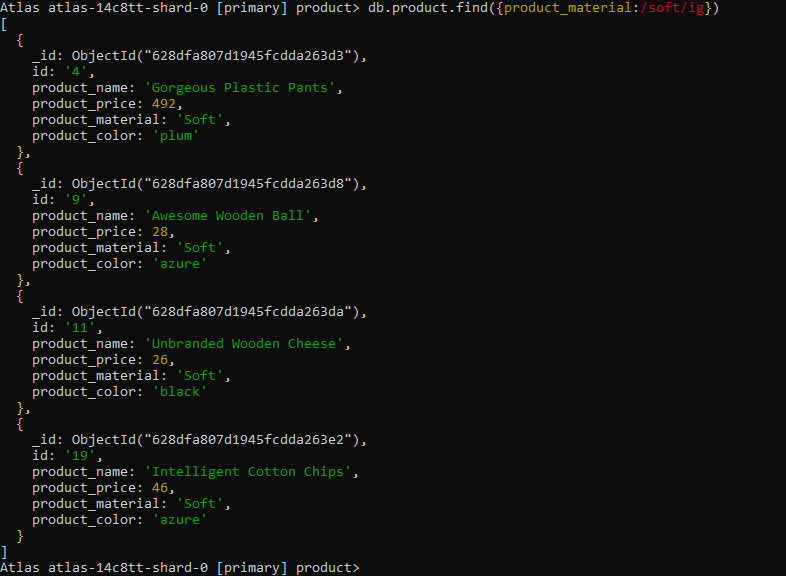 Atlas atlas-14c8tt-shard-0 [primary] product> db.product.find({product_material:/soft/ig})
[
  {
    _id: ObjectId("628dfa807d1945fcdda263d3"),
    id: '4',
    product_name: 'Gorgeous Plastic Pants',
    product_price: 492,
    product_material: 'Soft',
    product_color: 'plum'
  },
  {
    _id: ObjectId("628dfa807d1945fcdda263d8"),
    id: '9',
    product_name: 'Awesome Wooden Ball',
    product_price: 28,
    product_material: 'Soft',
    product_color: 'azure'
  },
  {
    _id: ObjectId("628dfa807d1945fcdda263da"),
    id: '11',
    product_name: 'Unbranded Wooden Cheese',
    product_price: 26,
    product_material: 'Soft',
    product_color: 'black'
  },
  {
    _id: ObjectId("628dfa807d1945fcdda263e2"),
    id: '19',
    product_name: 'Intelligent Cotton Chips',
    product_price: 46,
    product_material: 'Soft',
    product_color: 'azure'
  }
]
Atlas atlas-14c8tt-shard-0 [primary] product>